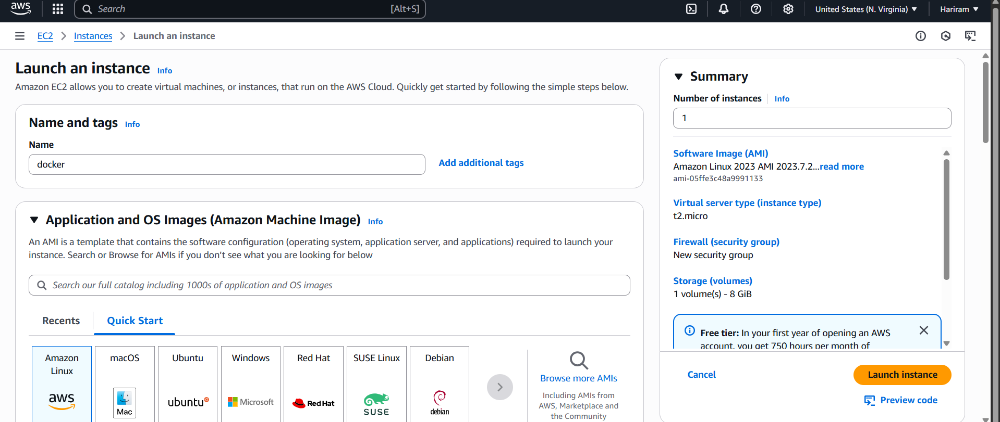 aws
Search [Alt+S]
United States (N. Virginia)
Hariram
EC2 Instances Launch an instance
Launch an instance Info
Amazon EC2 allows you to create virtual machines, or instances, that run on the AWS Cloud. Quickly get started by following the simple steps below.
Name and tags Info
Name
docker
Add additional tags
Application and OS Images (Amazon Machine Image) Info
An AMI is a template that contains the software configuration (operating system, application server, and applications) required to launch your
instance. Search or Browse for AMIs if you don’t see what you are looking for below
Search our full catalog including 1000s of application and OS images
Recents
Quick Start
Amazon
Linux
aws
macOS
Mac
Ubuntu
ubuntu
Windows
Microsoft
Red Hat
Red Hat
SUSE Linux
SUSE
Debian
debian
Browse more AMIs
Including AMIs from
AWS, Marketplace and
the Community
Summary
Number of instances Info
1
Software Image (AMI)
Amazon Linux 2023 AMI 2023.7.2...read more
ami-05ffe3c48a9991133
Virtual server type (instance type)
t2.micro
Firewall (security group)
New security group
Storage (volumes)
1 volume(s) - 8 GiB
Free tier: In your first year of opening an AWS
account, you get 750 hours per month of
Cancel
Launch instance
Preview code